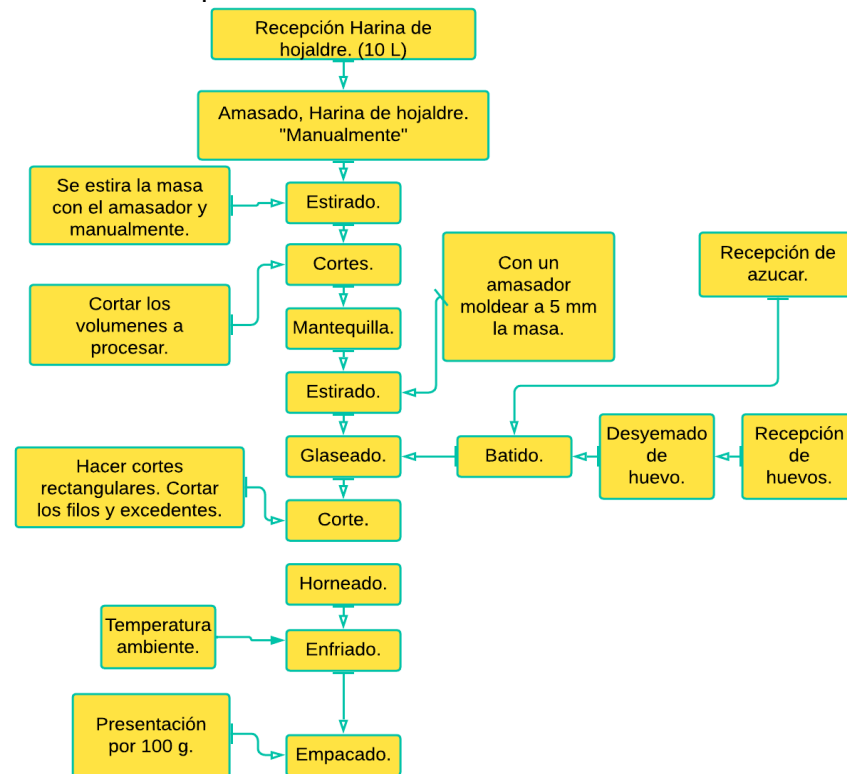 Recepción Harina de
hojaldre. (10 L)
Amasado, Harina de hojaldre.
"Manualmente"
Se estira la masa
con el amasador y
manualmente.
Estirado.
Cortes.
Cortar los
volumenes a
procesar.
Mantequilla.
Con un
amasador
moldear a 5 mm
la masa.
Recepción de
azucar.
Estirado.
Glaseado.
Batido.
Desyemado
de
huevo.
Recepción
de
huevos.
Hacer cortes
rectangulares. Cortar
los filos y excedentes.
Corte.
Horneado.
Temperatura
ambiente.
Enfriado.
Presentación
por 100 g.
Empacado.